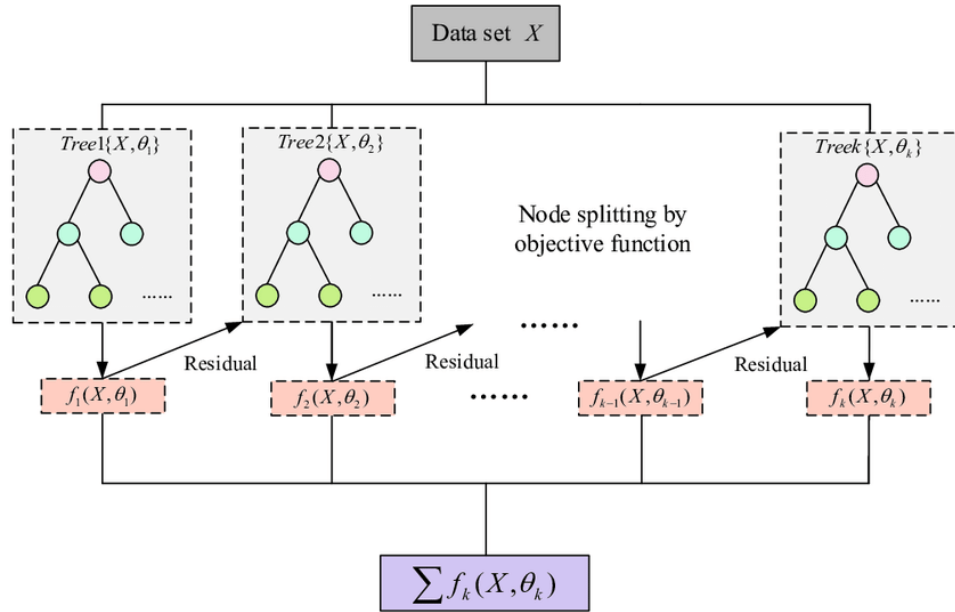 Data set X
Tree1{X,θ₁}
Tree2{X,θ₂}
Treek{X,θₖ}
Node splitting by
objective function
......
......
......
......
Residual
Residual
Residual
f₁(X,θ₁)
f₂(X,θ₂)
......
fₖ₋₁(X,θₖ₋₁)
fₖ(X,θₖ)
∑fₖ(X,θₖ)